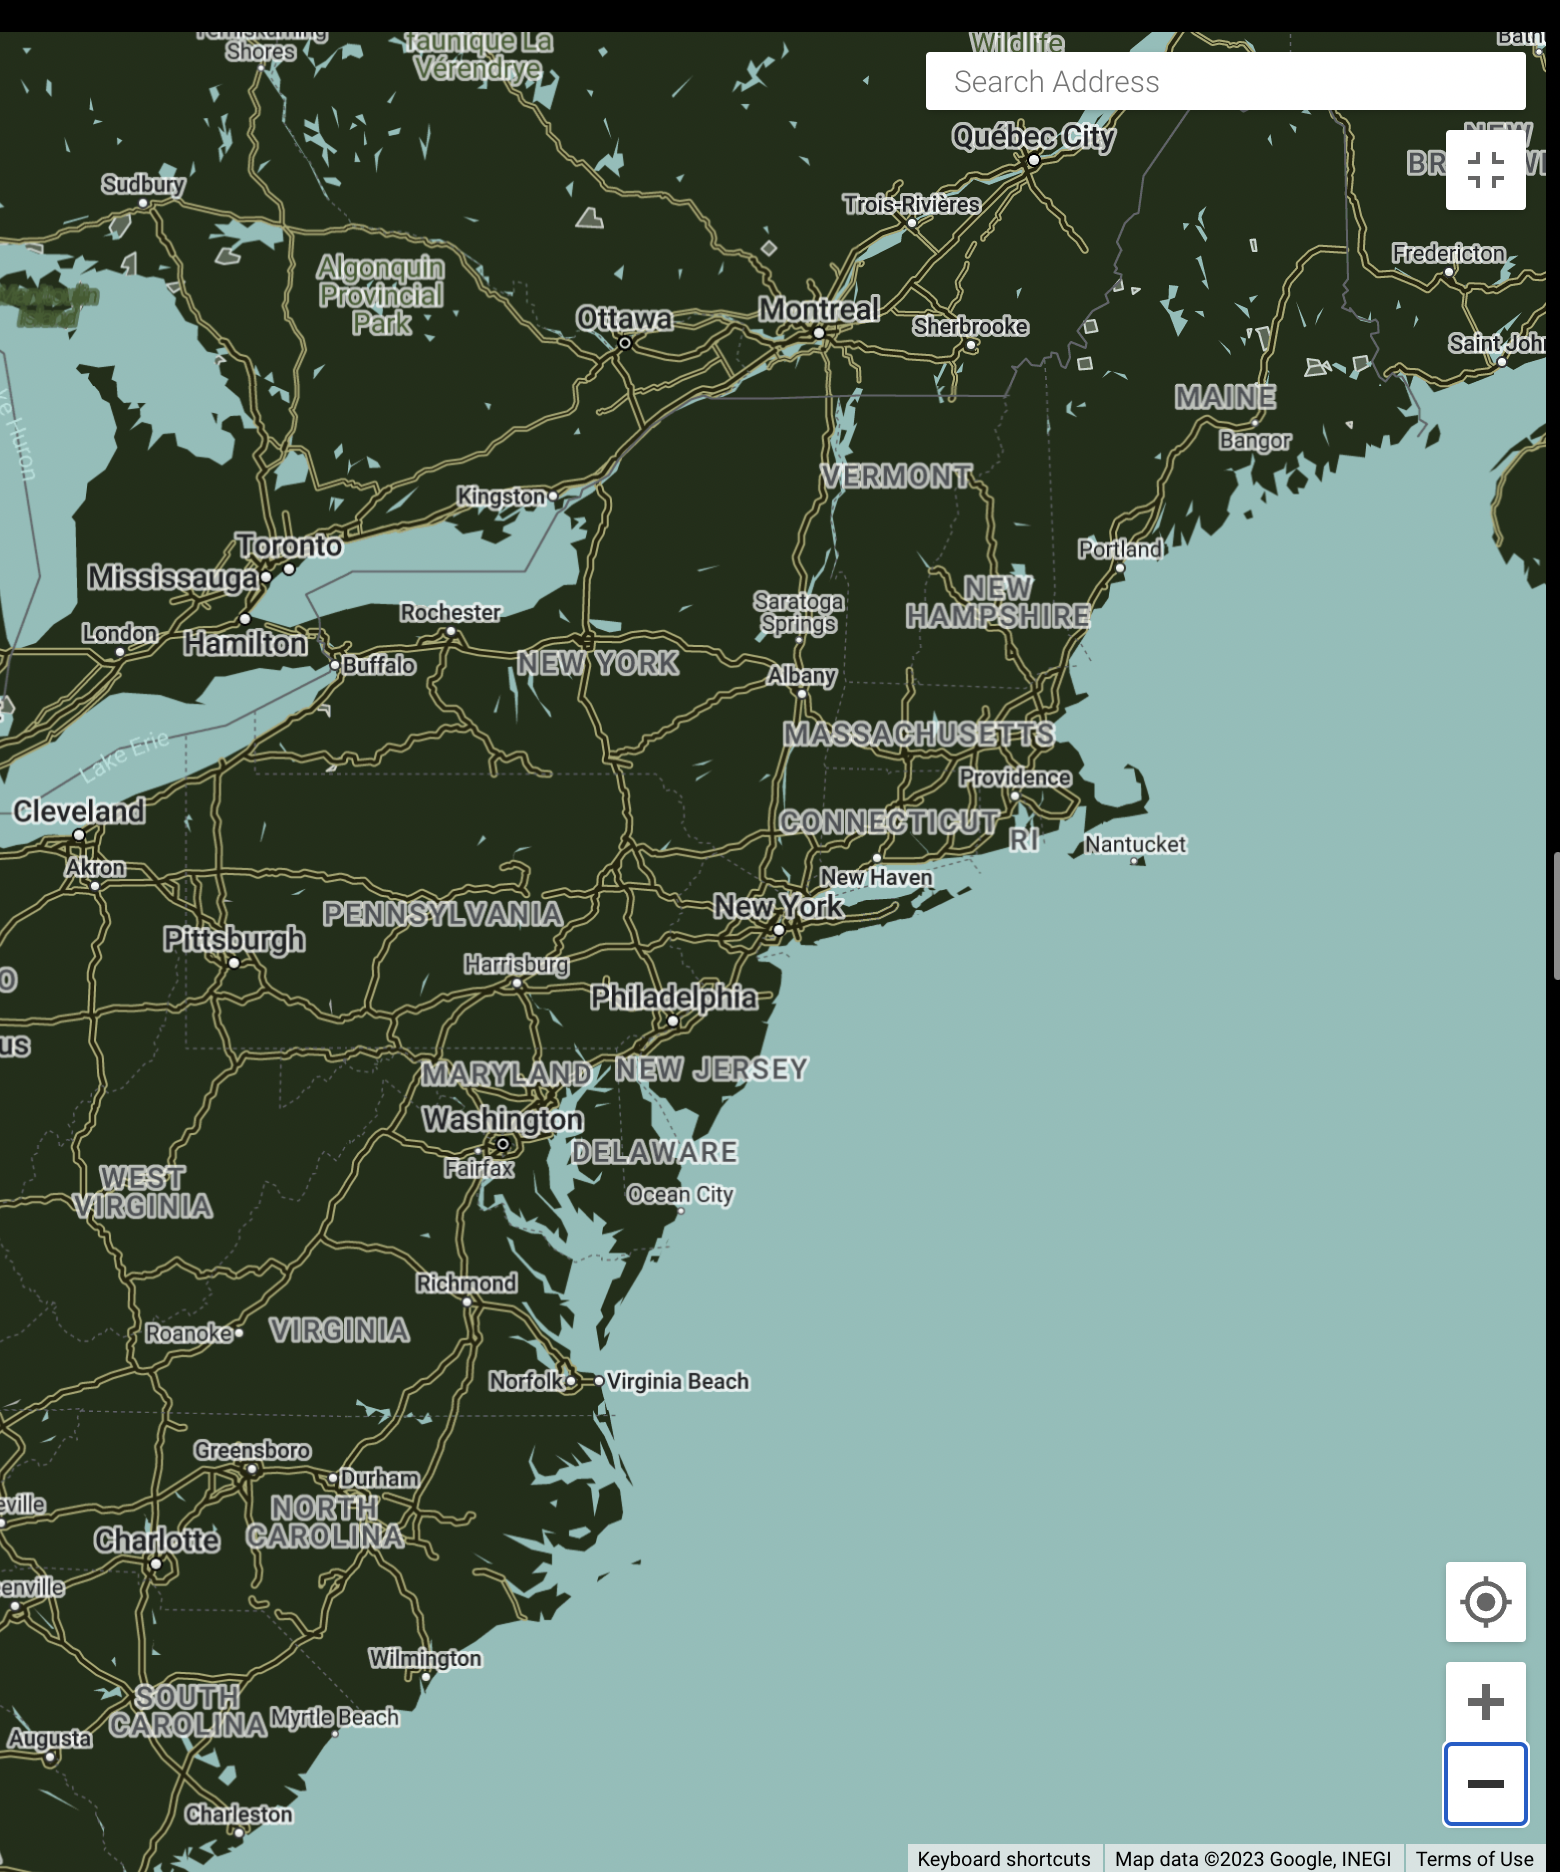 Shores
faunique La
Vérendrye
Wildlife
Search Address
Québec City
NEW
Sudbury
Trois-Rivières
Fredericton
Algonquin
Provincial
Park
Ottawa
Montreal
Sherbrooke
Saint John
MAINE
Bangor
VERMONT
Kingston
Toronto
Mississauga
Portland
NEW
HAMPSHIRE
Saratoga
Springs
Rochester
London
Hamilton
Buffalo
NEW YORK
Albany
Lake Erie
MASSACHUSETTS
Providence
Cleveland
CONNECTICUT
RI
Nantucket
Akron
New Haven
New York
PENNSYLVANIA
Pittsburgh
Harrisburg
Philadelphia
MARYLAND
NEW JERSEY
Washington
DELAWARE
Fairfax
WEST
VIRGINIA
Ocean City
Richmond
Roanoke
VIRGINIA
Norfolk
Virginia Beach
Greensboro
Durham
NORTH
CAROLINA
eville
Charlotte
enville
Wilmington
SOUTH
CAROLINA
Myrtle Beach
Augusta
Charleston
Keyboard shortcuts
Map data ©2023 Google, INEGI
Terms of Use